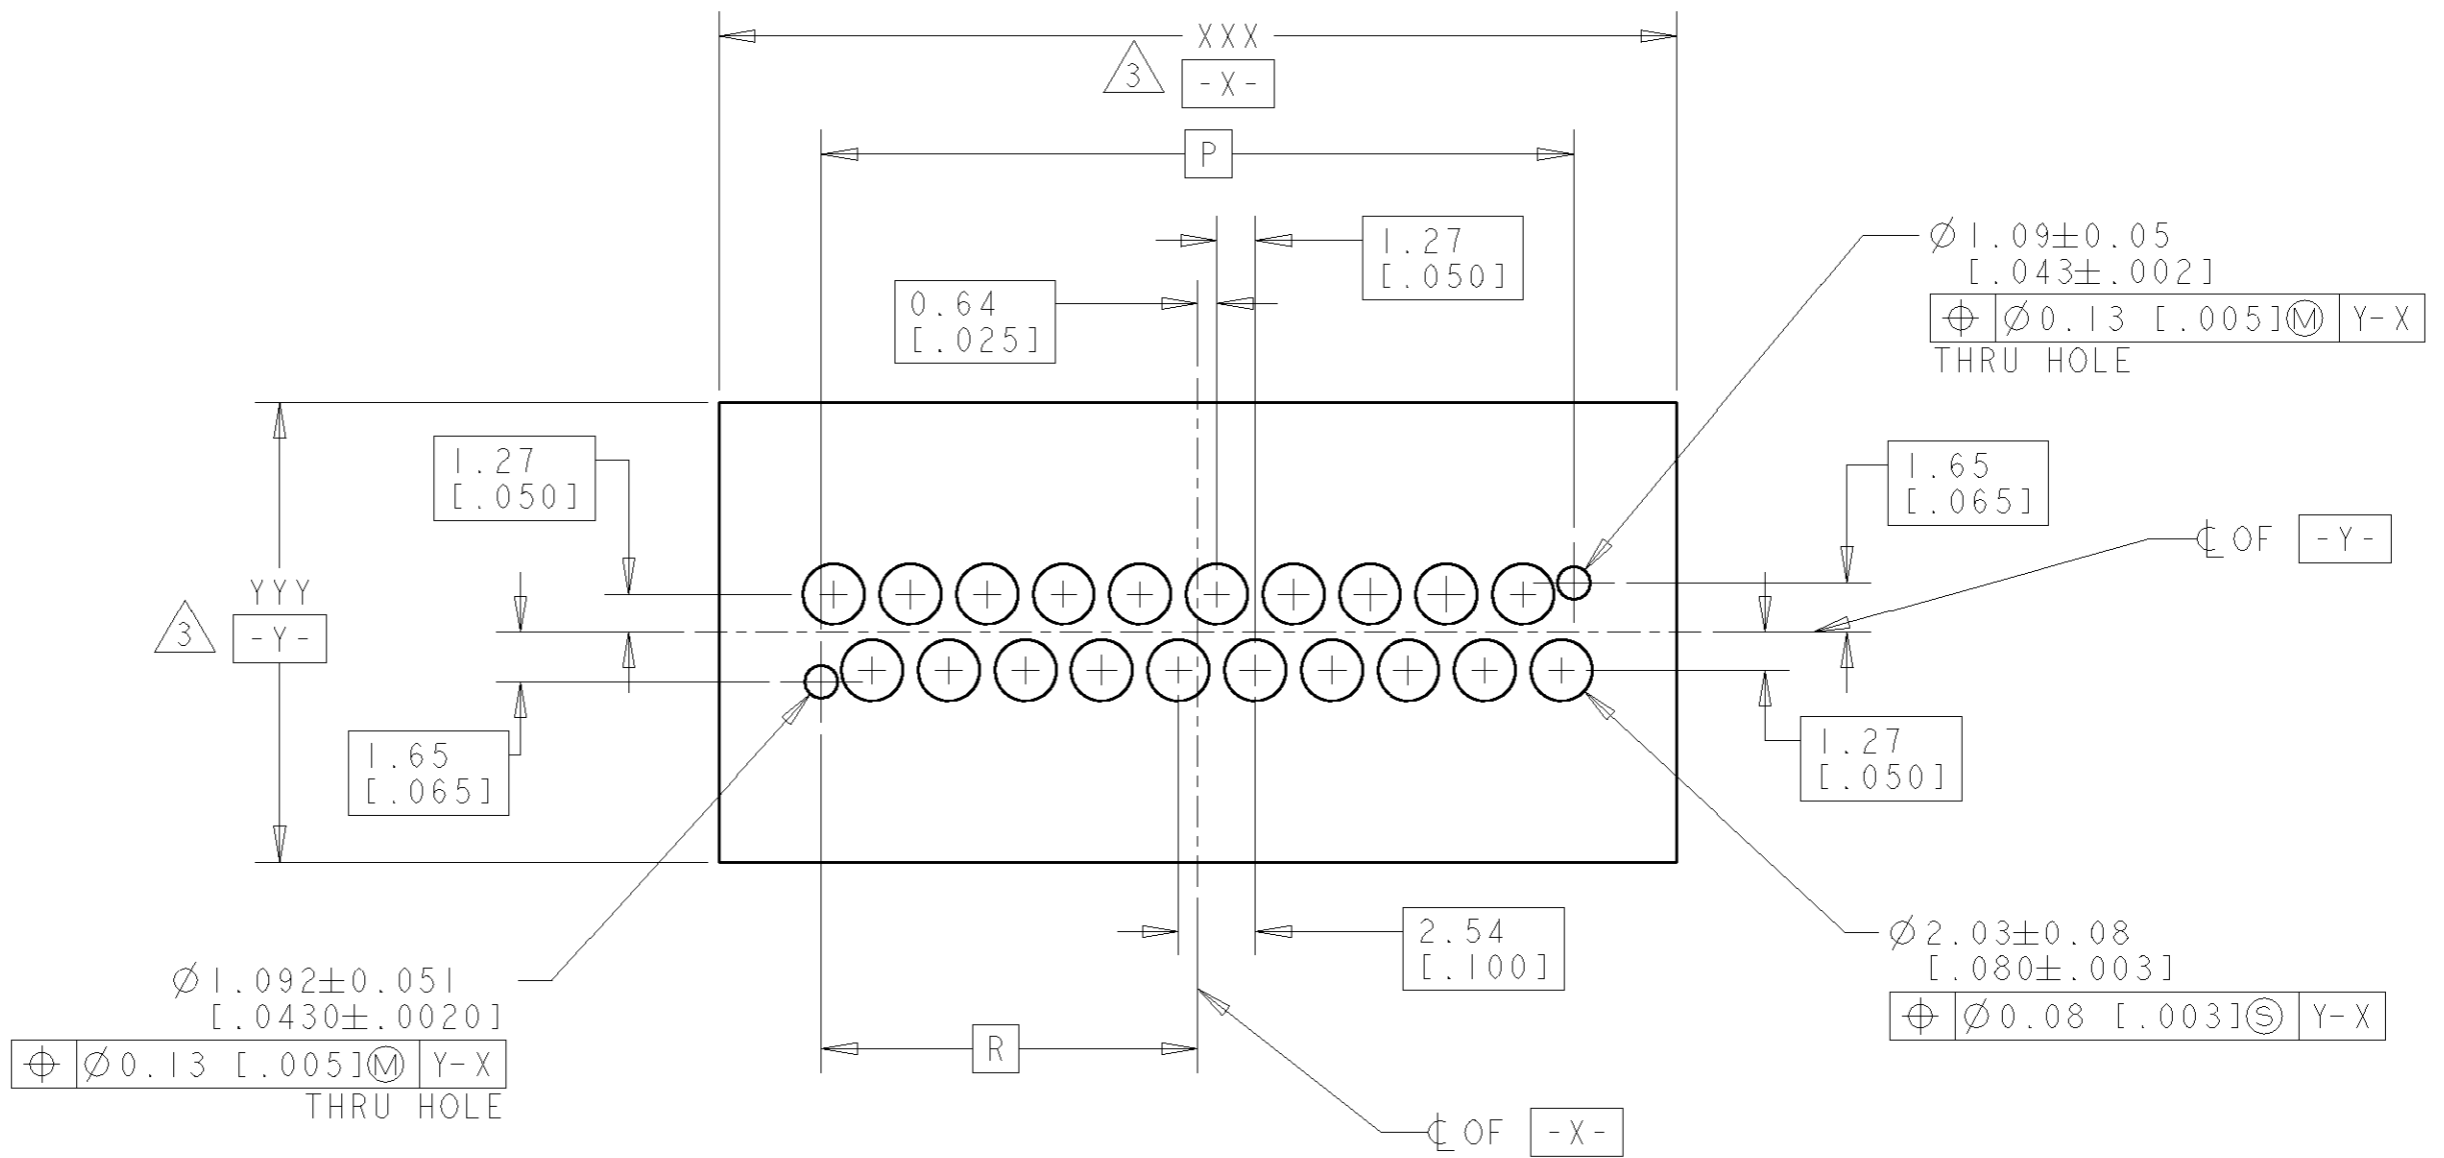 XXX
3
-X-
P
1.27
[.050]
0.64
[.025]
Ø1.09±0.05
[.043±.002]
⌖ Ø0.13 [.005]Ⓜ Y-X
THRU HOLE
1.27
[.050]
1.65
[.065]
℄ OF -Y-
YYY
3
-Y-
1.65
[.065]
1.27
[.050]
2.54
[.100]
Ø2.03±0.08
[.080±.003]
⌖ Ø0.08 [.003]Ⓢ Y-X
Ø1.092±0.051
[.0430±.0020]
⌖ Ø0.13 [.005]Ⓜ Y-X
THRU HOLE
R
℄ OF -X-